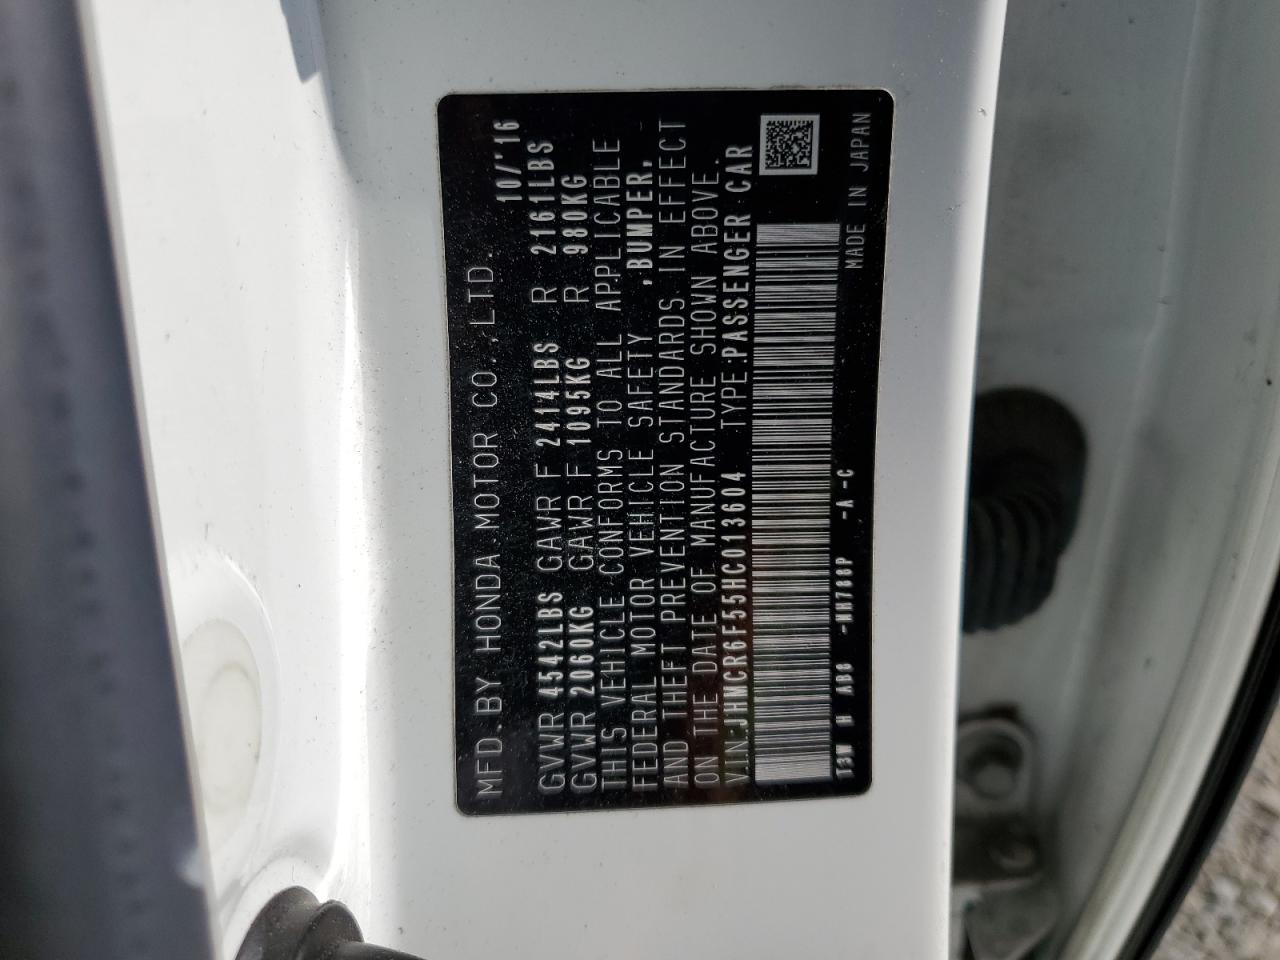 MFD.BY HONDA MOTOR CO.,LTD. 10/'16
GVWR 4542LBS GAWR F 2414LBS R 2161LBS
GVWR 2060KG GAWR F 1095KG R 980KG
THIS VEHICLE CONFORMS TO ALL APPLICABLE
FEDERAL MOTOR VEHICLE SAFETY ,BUMPER,
AND THEFT PREVENTION STANDARDS IN EFFECT
ON THE DATE OF MANUFACTURE SHOWN ABOVE.
VIN:JHMCR6F55HC013604 TYPE:PASSENGER CAR
13W H AB8 -NH788P -A -C MADE IN JAPAN